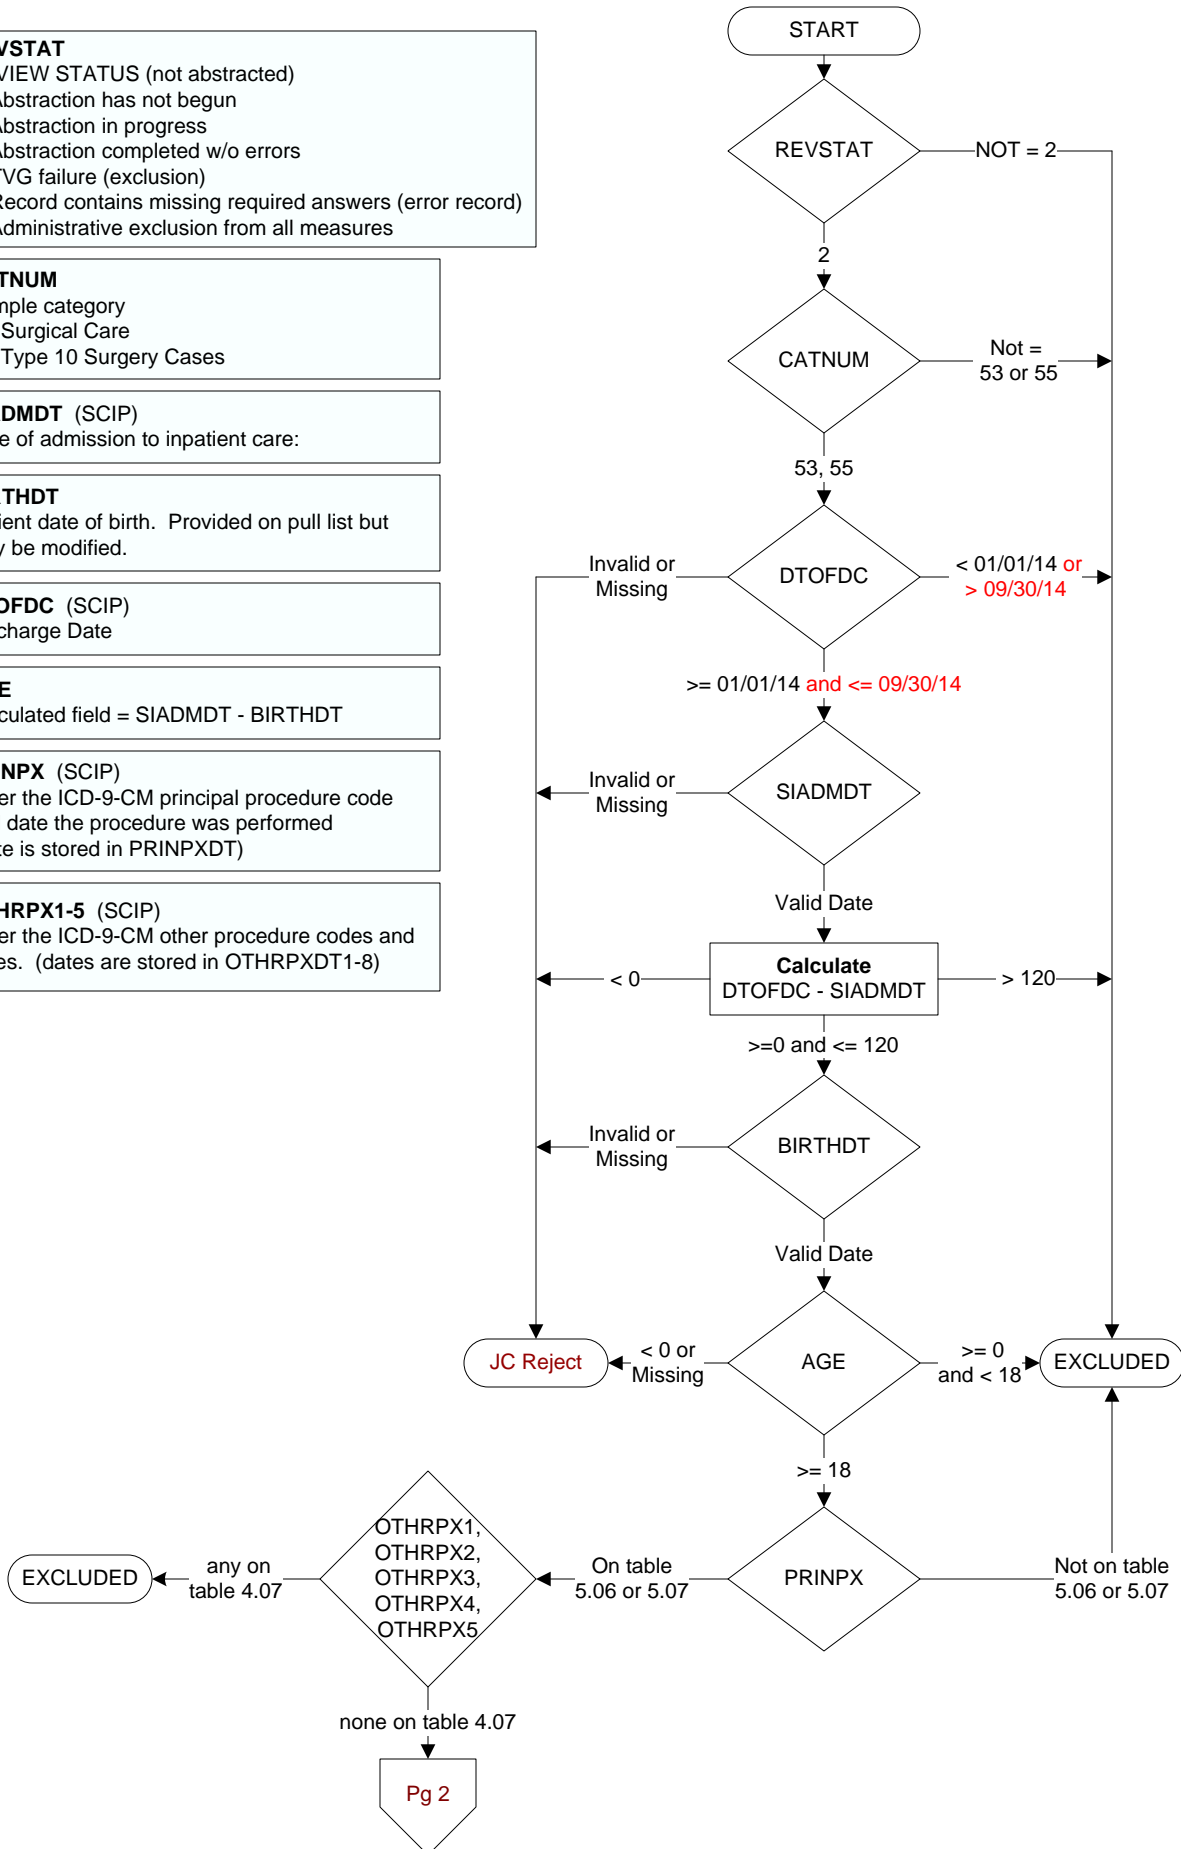 START
VSTAT
VIEW STATUS (not abstracted)
Abstraction has not begun
Abstraction in progress
Abstraction completed w/o errors
TVG failure (exclusion)
Record contains missing required answers (error record)
Administrative exclusion from all measures
REVSTAT
NOT = 2
2
TNUM
mple category
Surgical Care
Type 10 Surgery Cases
CATNUM
Not =
53 or 55
53, 55
ADMDT (SCIP)
e of admission to inpatient care:
THDT
ient date of birth. Provided on pull list but
y be modified.
OFDC (SCIP)
charge Date
E
culated field = SIADMDT - BIRTHDT
NPX (SCIP)
er the ICD-9-CM principal procedure code
date the procedure was performed
te is stored in PRINPXDT)
HRPX1-5 (SCIP)
er the ICD-9-CM other procedure codes and
es. (dates are stored in OTHRPXDT1-8)
Invalid or
Missing
DTOFDC
< 01/01/14 or
> 09/30/14
>= 01/01/14 and <= 09/30/14
Invalid or
Missing
SIADMDT
Valid Date
< 0
Calculate
DTOFDC - SIADMDT
> 120
>=0 and <= 120
Invalid or
Missing
BIRTHDT
Valid Date
JC Reject
< 0 or
Missing
AGE
>= 0
and < 18
EXCLUDED
>= 18
EXCLUDED
any on
table 4.07
OTHRPX1,
OTHRPX2,
OTHRPX3,
OTHRPX4,
OTHRPX5
On table
5.06 or 5.07
PRINPX
Not on table
5.06 or 5.07
none on table 4.07
Pg 2